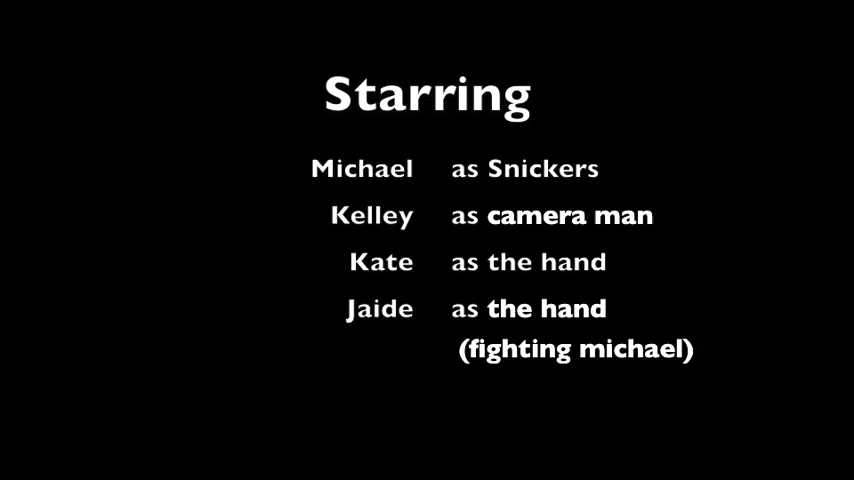 Starring
Michael as Snickers
Kelley as camera man
Kate as the hand
Jaide as the hand
(fighting michael)